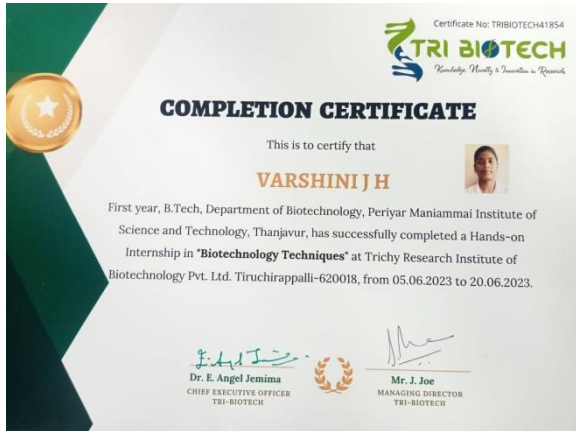 Certificate No: TRIBIOTECH41854
TRI BIOTECH
Knowledge, Novelty & Innovation in Research
COMPLETION CERTIFICATE
This is to certify that
VARSHINI J H
First year, B.Tech, Department of Biotechnology, Periyar Maniammai Institute of
Science and Technology, Thanjavur, has successfully completed a Hands-on
Internship in "Biotechnology Techniques" at Trichy Research Institute of
Biotechnology Pvt. Ltd. Tiruchirappalli-620018, from 05.06.2023 to 20.06.2023.
Dr. E. Angel Jemima
CHIEF EXECUTIVE OFFICER
TRI-BIOTECH
Mr. J. Joe
MANAGING DIRECTOR
TRI-BIOTECH